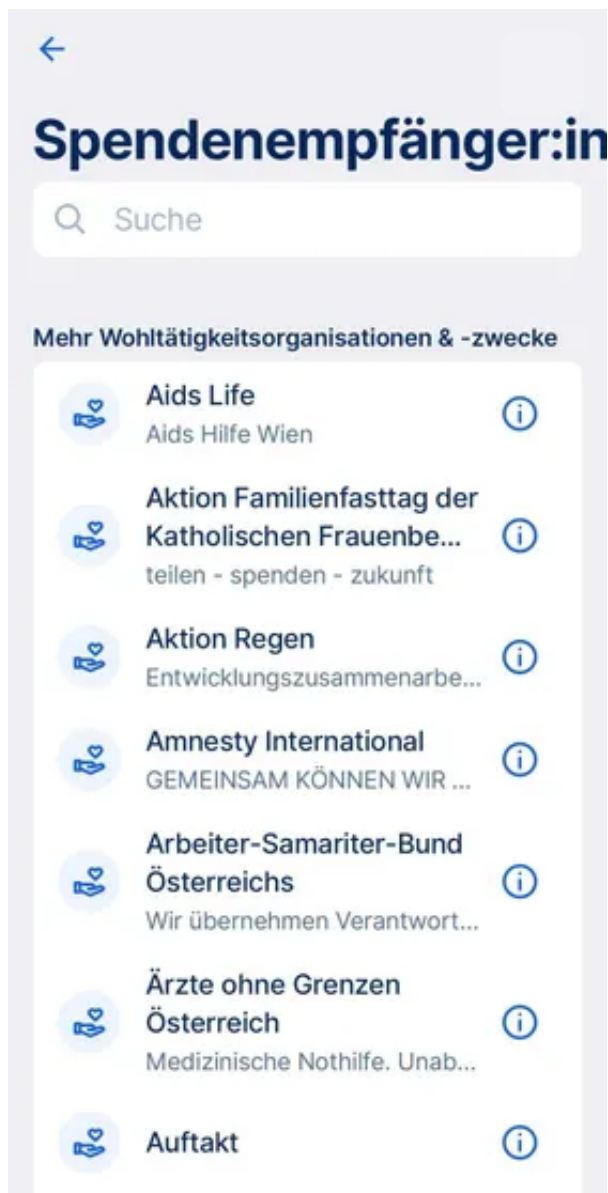 Spendenempfänger:in
Suche
Mehr Wohltätigkeitsorganisationen & -zwecke
Aids Life
Aids Hilfe Wien
Aktion Familienfasttag der
Katholischen Frauenbe...
teilen - spenden - zukunft
Aktion Regen
Entwicklungszusammenarbe...
Amnesty International
GEMEINSAM KÖNNEN WIR ...
Arbeiter-Samariter-Bund
Österreichs
Wir übernehmen Verantwort...
Ärzte ohne Grenzen
Österreich
Medizinische Nothilfe. Unab...
Auftakt